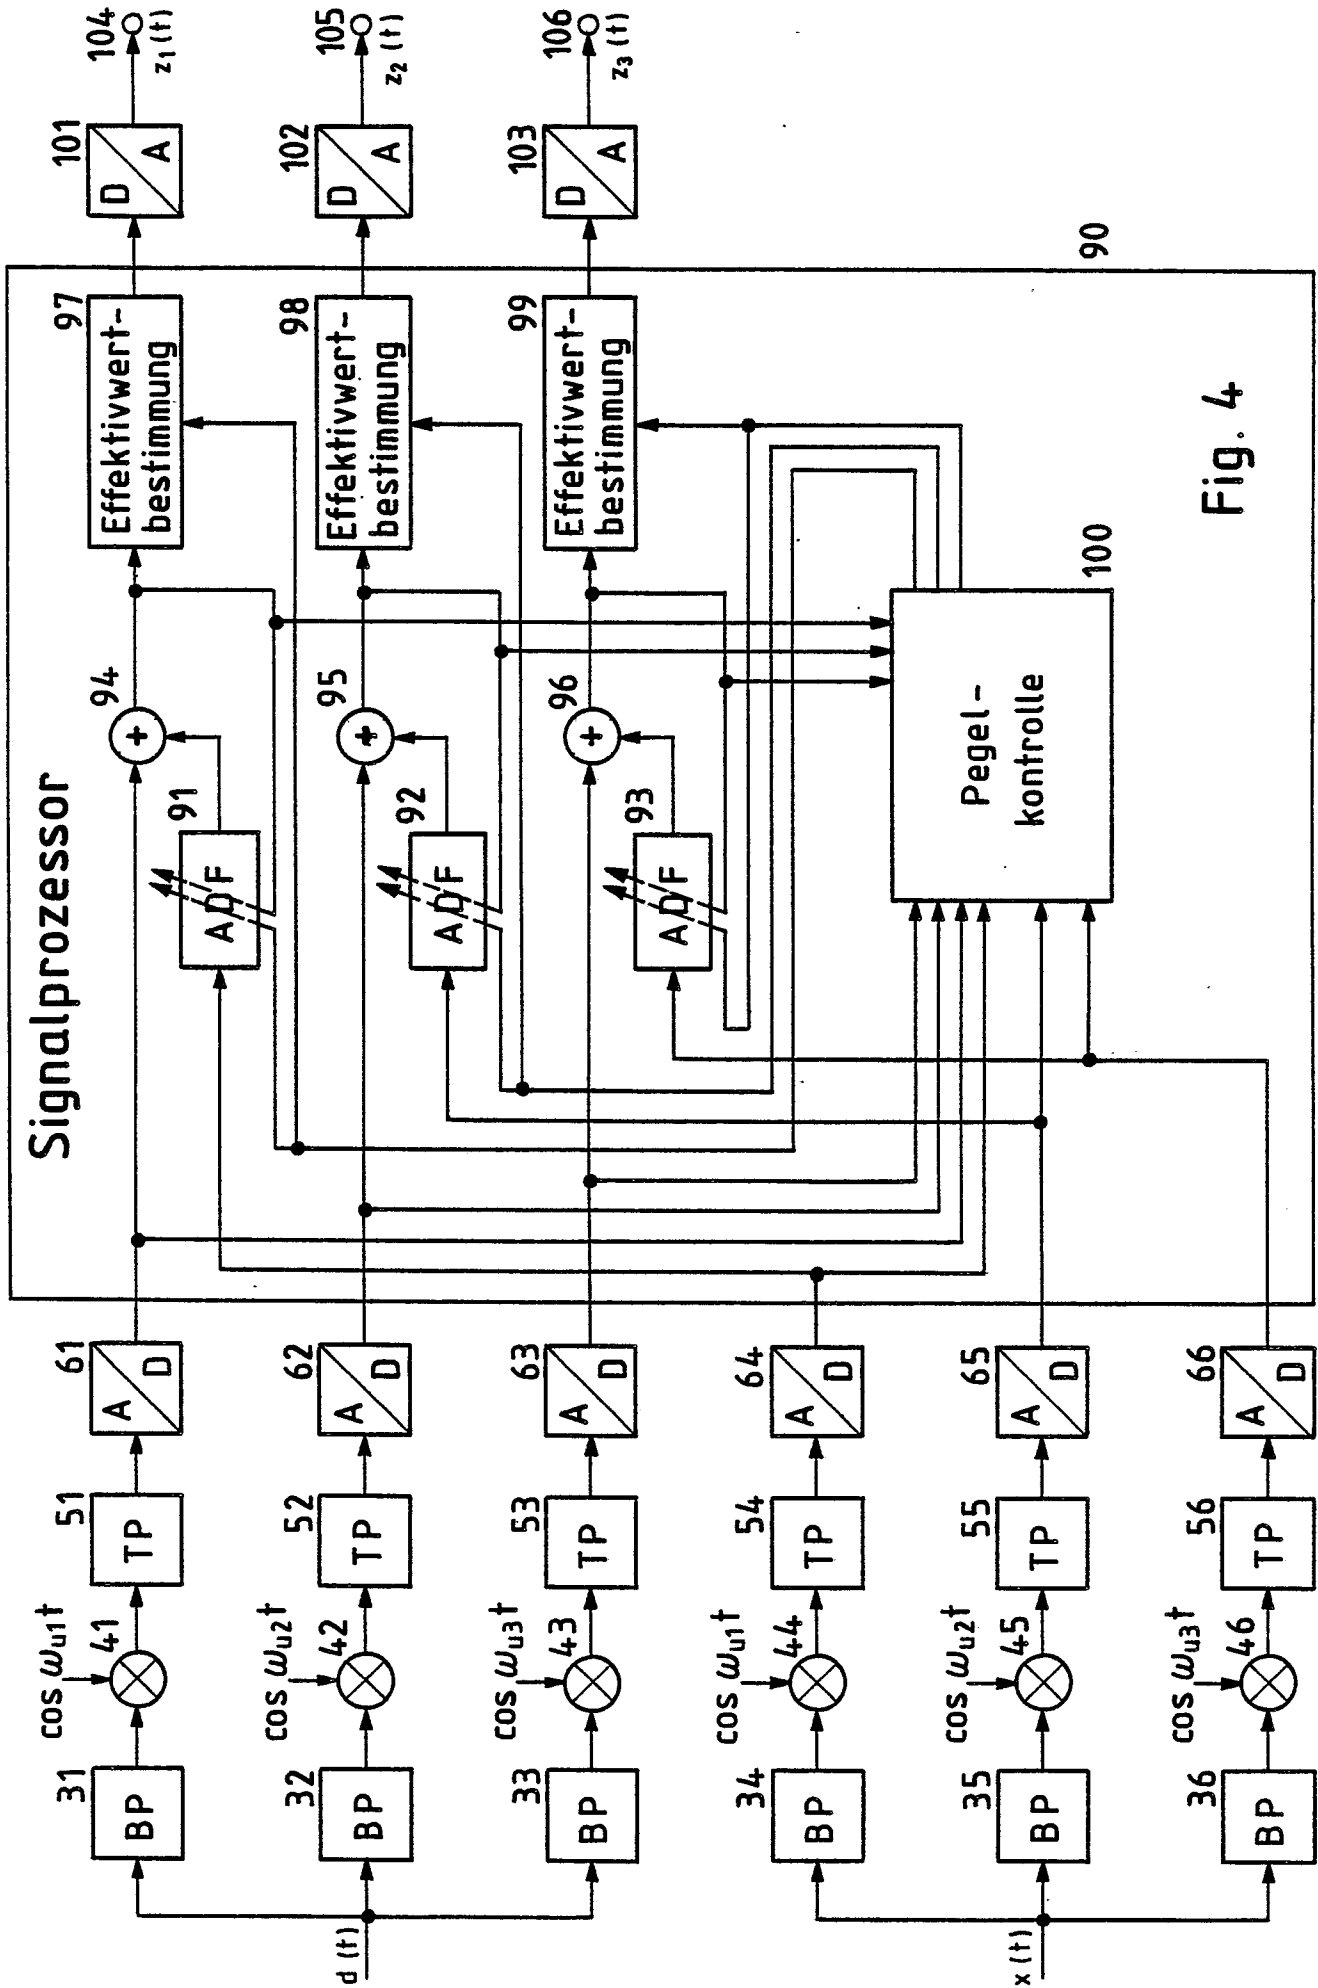 Signalprozessor
d (t)
31
BP
cos ωu1t
41
51
TP
61
A
D
94
+
91
ADF
97
Effektivwert-
bestimmung
101
D
A
104
z1 (t)
32
BP
cos ωu2t
42
52
TP
62
A
D
95
+
92
ADF
98
Effektivwert-
bestimmung
102
D
A
105
z2 (t)
33
BP
cos ωu3t
43
53
TP
63
A
D
96
+
93
ADF
99
Effektivwert-
bestimmung
103
D
A
106
z3 (t)
x (t)
34
BP
cos ωu1t
44
54
TP
64
A
D
35
BP
cos ωu2t
45
55
TP
65
A
D
36
BP
cos ωu3t
46
56
TP
66
A
D
Pegel-
kontrolle
100
90
Fig. 4